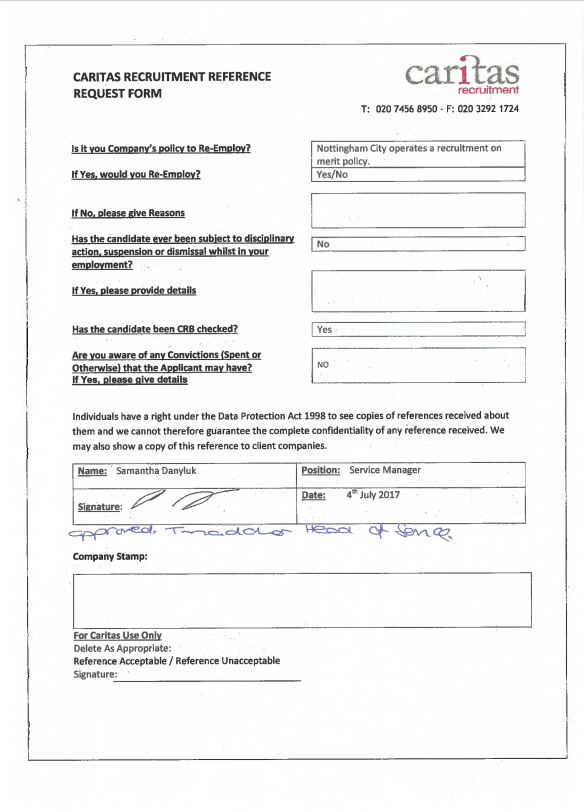 CARITAS RECRUITMENT REFERENCE
REQUEST FORM
caritas
recruitment
T: 020 7456 8950 - F: 020 3292 1724
Is it you Company's policy to Re-Employ?
Nottingham City operates a recruitment on
merit policy.
If Yes, would you Re-Employ?
Yes/No
If No, please give Reasons
Has the candidate ever been subject to disciplinary
action, suspension or dismissal whilst in your
employment?
No
If Yes, please provide details
Has the candidate been CRB checked?
Yes
Are you aware of any Convictions (Spent or
Otherwise) that the Applicant may have?
If Yes, please give details
NO
Individuals have a right under the Data Protection Act 1998 to see copies of references received about
them and we cannot therefore guarantee the complete confidentiality of any reference received. We
may also show a copy of this reference to client companies.
Name: Samantha Danyluk
Position: Service Manager
Signature:
Date: 4th July 2017
approved. Head of Service.
Company Stamp:
For Caritas Use Only
Delete As Appropriate:
Reference Acceptable / Reference Unacceptable
Signature: